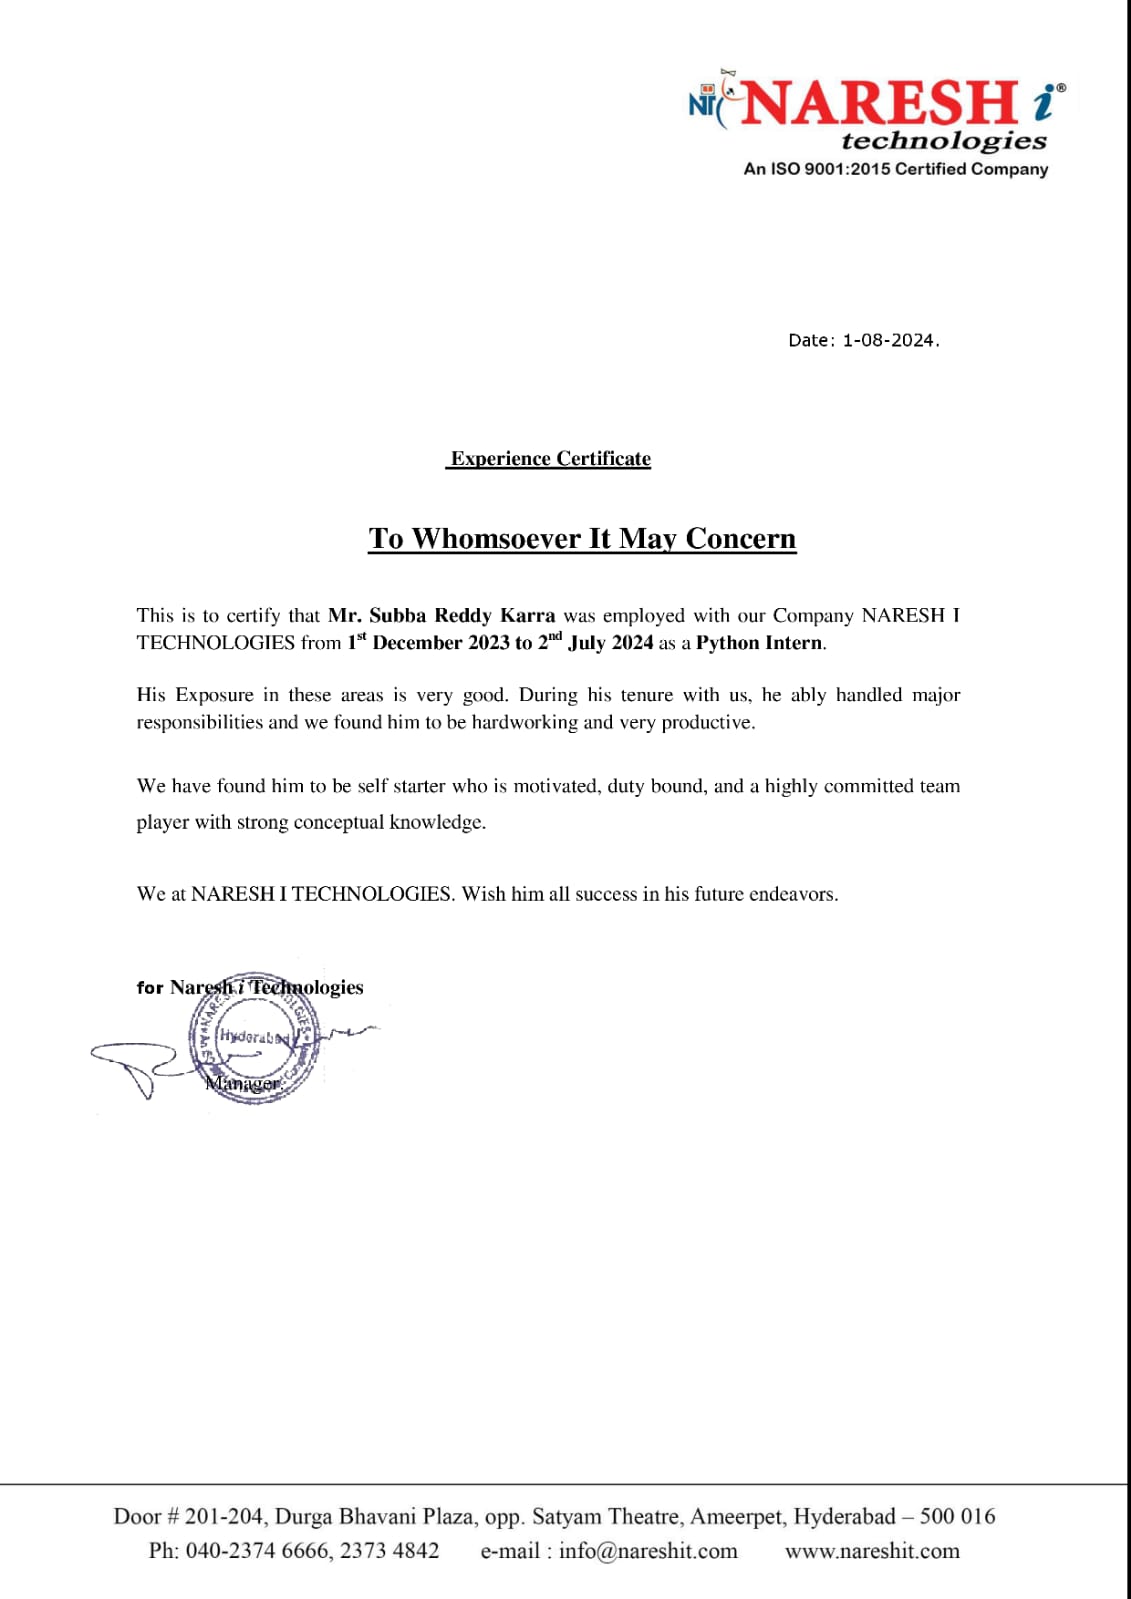 NIT NARESH i®
technologies
An ISO 9001:2015 Certified Company
Date: 1-08-2024.
Experience Certificate
To Whomsoever It May Concern
This is to certify that Mr. Subba Reddy Karra was employed with our Company NARESH I
TECHNOLOGIES from 1st December 2023 to 2nd July 2024 as a Python Intern.
His Exposure in these areas is very good. During his tenure with us, he ably handled major
responsibilities and we found him to be hardworking and very productive.
We have found him to be self starter who is motivated, duty bound, and a highly committed team
player with strong conceptual knowledge.
We at NARESH I TECHNOLOGIES. Wish him all success in his future endeavors.
for Naresh i Technologies
Hyderabad
Manager.
Door # 201-204, Durga Bhavani Plaza, opp. Satyam Theatre, Ameerpet, Hyderabad – 500 016
Ph: 040-2374 6666, 2373 4842 e-mail : info@nareshit.com www.nareshit.com